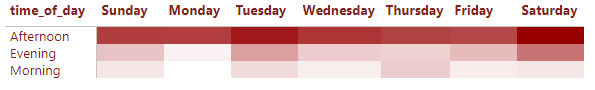 time_of_day Sunday Monday Tuesday Wednesday Thursday Friday Saturday
Afternoon
Evening
Morning